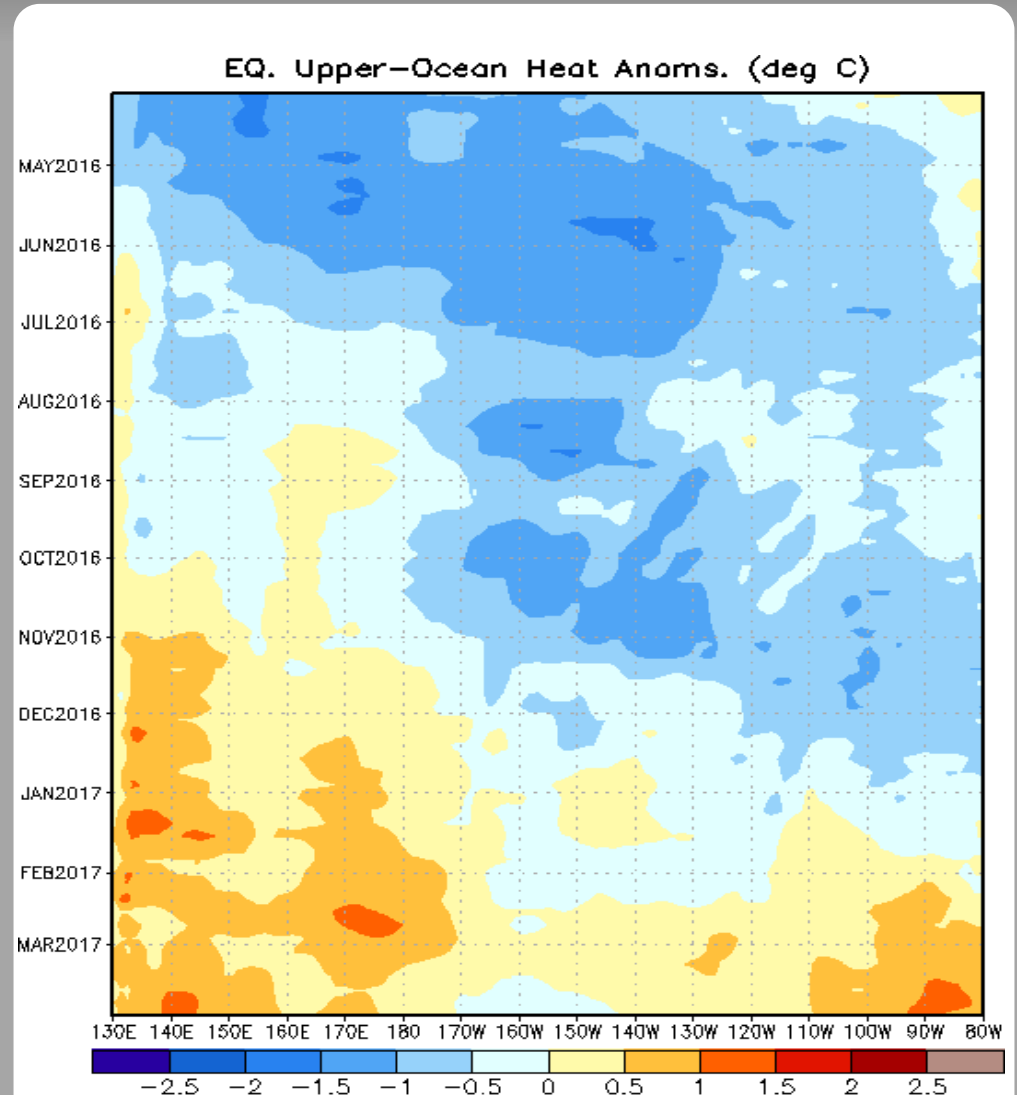 EQ. Upper-Ocean Heat Anoms. (deg C)
MAY2016
JUN2016
JUL2016
AUG2016
SEP2016
OCT2016
NOV2016
DEC2016
JAN2017
FEB2017
MAR2017
130E 140E 150E 160E 170E 180 170W 160W 150W 140W 130W 120W 110W 100W 90W 80W
-2.5 -2 -1.5 -1 -0.5 0 0.5 1 1.5 2 2.5